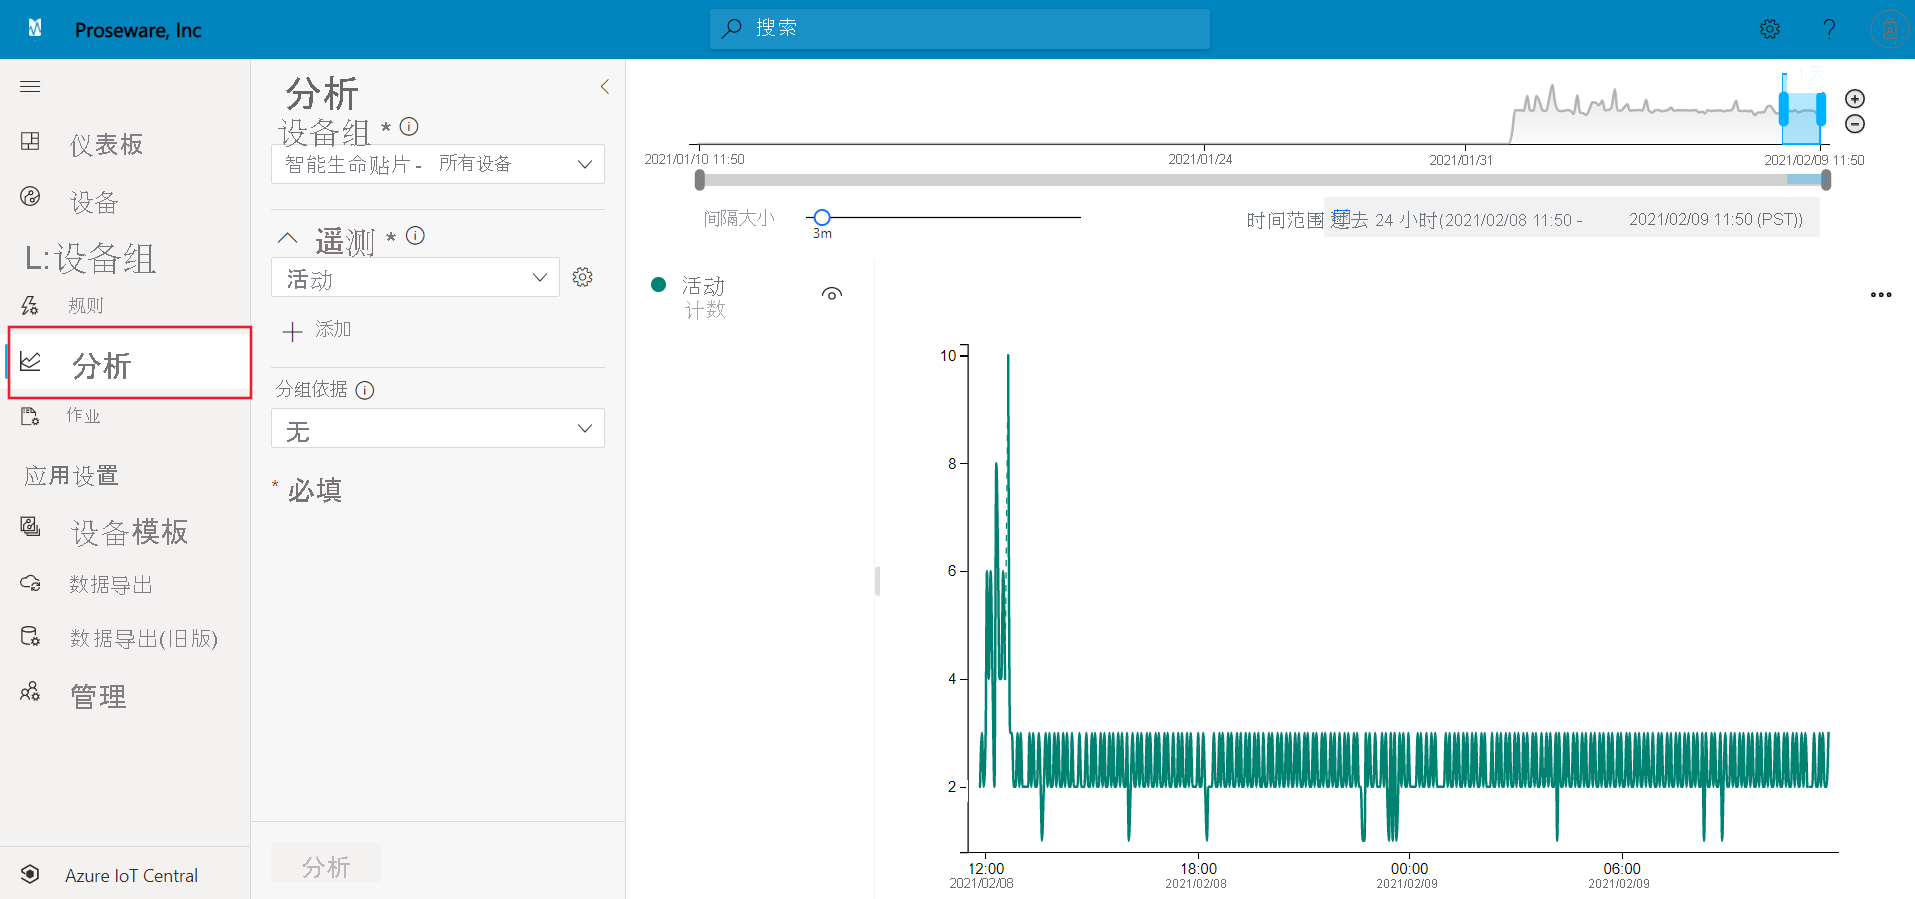 Proseware, Inc
搜索
仪表板
设备
L:设备组
规则
分析
作业
应用设置
设备模板
数据导出
数据导出(旧版)
管理
Azure IoT Central
分析
设备组 *
智能生命贴片- 所有设备
遥测 *
活动
添加
分组依据
无
* 必填
分析
2021/01/10 11:50
2021/01/24
2021/01/31
2021/02/09 11:50
间隔大小
3m
时间范围 过去 24 小时(2021/02/08 11:50 - 2021/02/09 11:50 (PST))
活动
计数
10
8
6
4
2
12:00
2021/02/08
18:00
2021/02/08
00:00
2021/02/09
06:00
2021/02/09